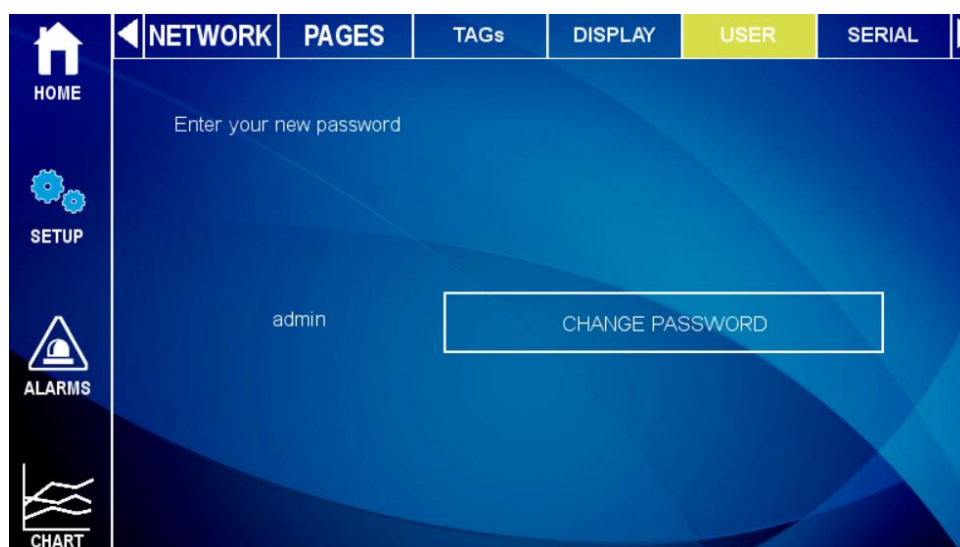 NETWORK PAGES TAGs DISPLAY USER SERIAL
HOME
Enter your new password
SETUP
admin CHANGE PASSWORD
ALARMS
CHART